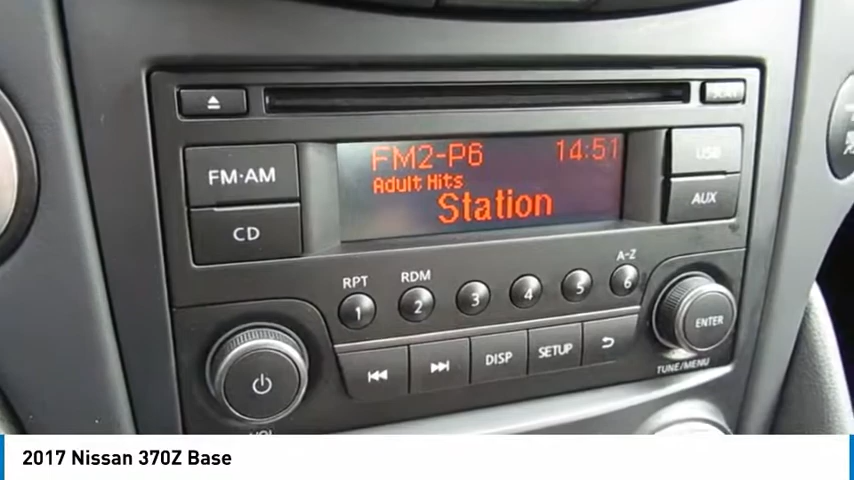 FM·AM
CD
FM2-P6 14:51
Adult Hits
Station
USB
AUX
RPT RDM A-Z
1 2 3 4 5 6
DISP SETUP
ENTER
TUNE/MENU
VOL
2017 Nissan 370Z Base